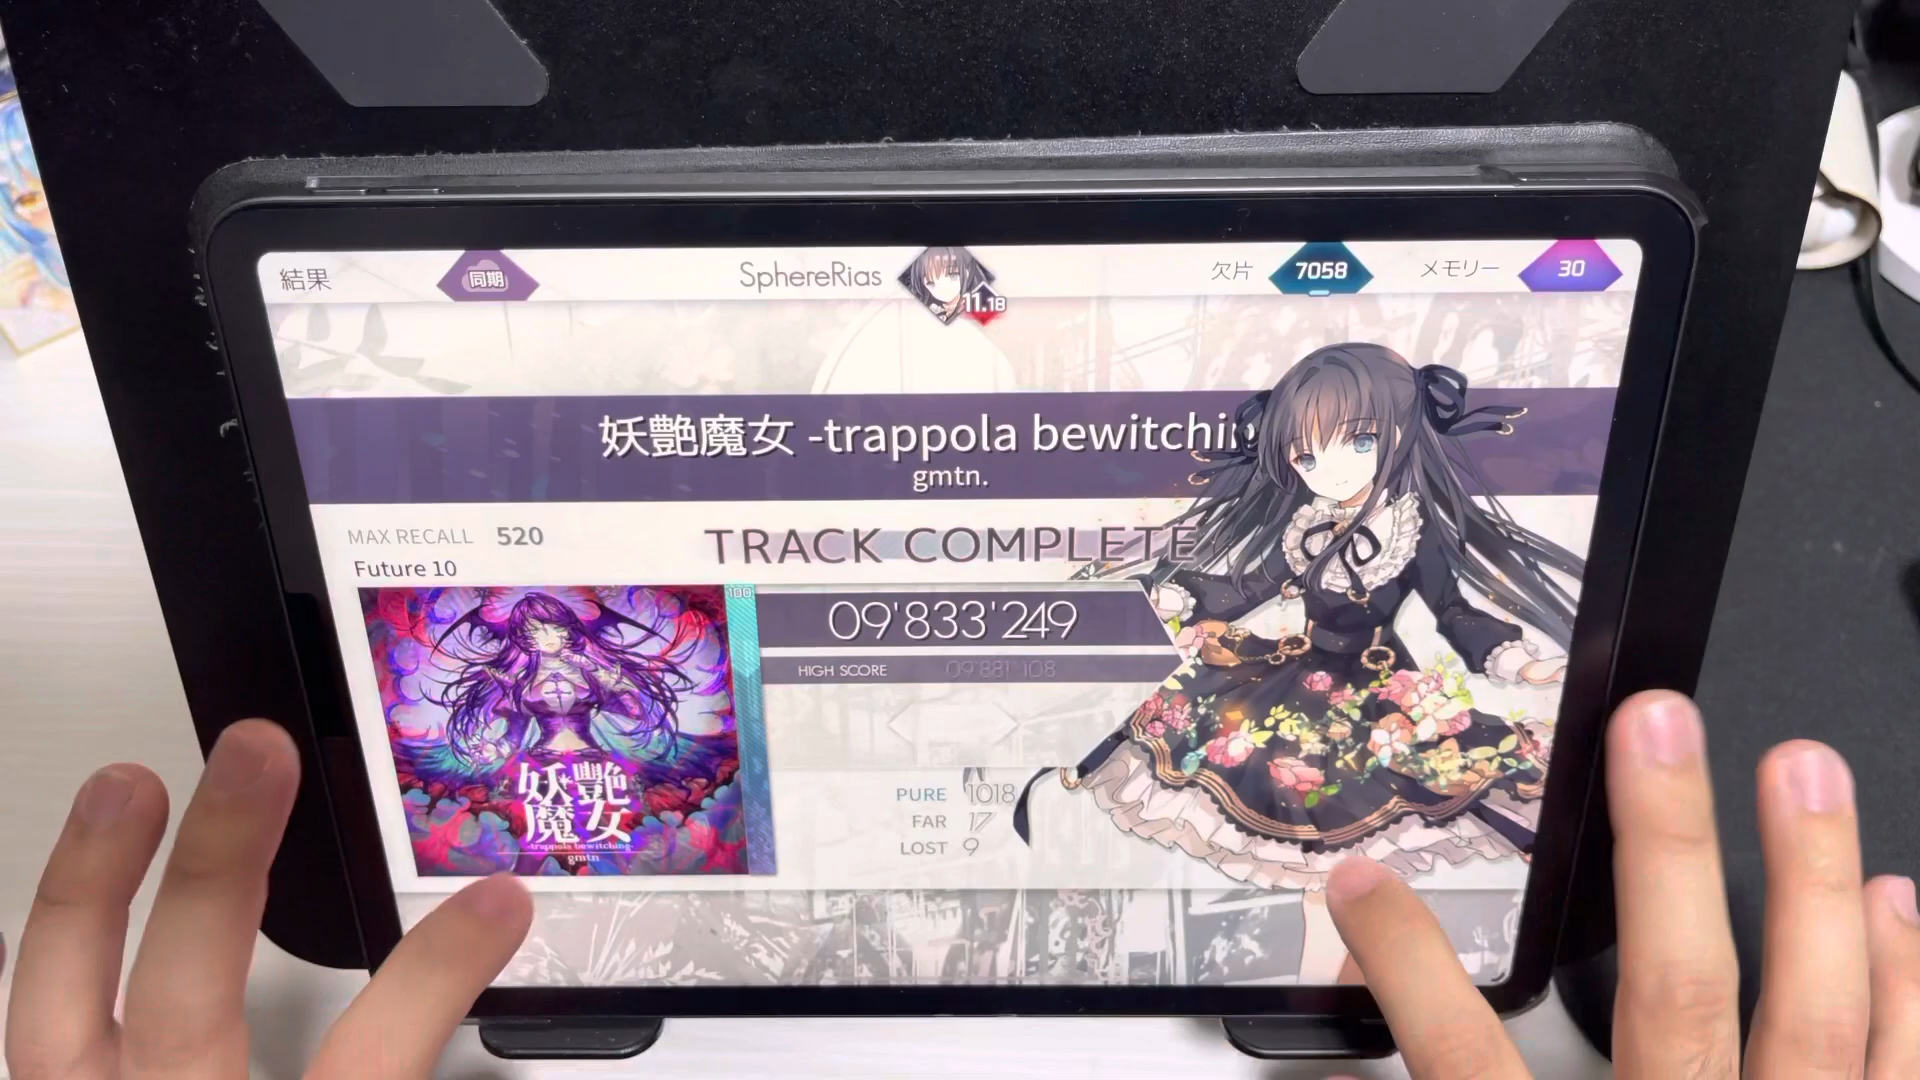 結果
同期
SphereRias
11.18
欠片
7058
メモリー
30
妖艶魔女 -trappola bewitchin
gmtn.
MAX RECALL 520
TRACK COMPLETE
Future 10
100
09'833'249
HIGH SCORE 09'881'108
妖艶
魔女
-trappola bewitching-
gmtn
PURE 1018
FAR 17
LOST 9